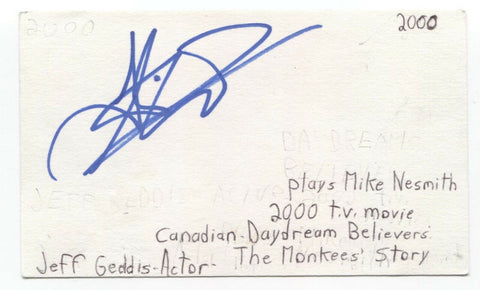 2000
2000
plays Mike Nesmith
2000 t.v. movie
Canadian-Daydream Believers:
Jeff Geddis-Actor- The Monkees' Story